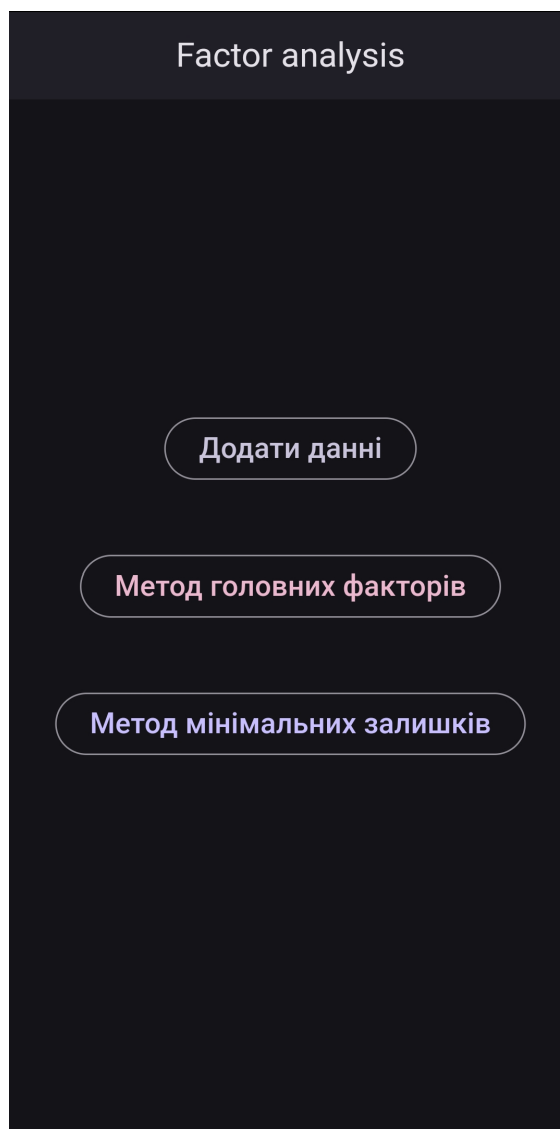 Factor analysis
Додати данні
Метод головних факторів
Метод мінімальних залишків